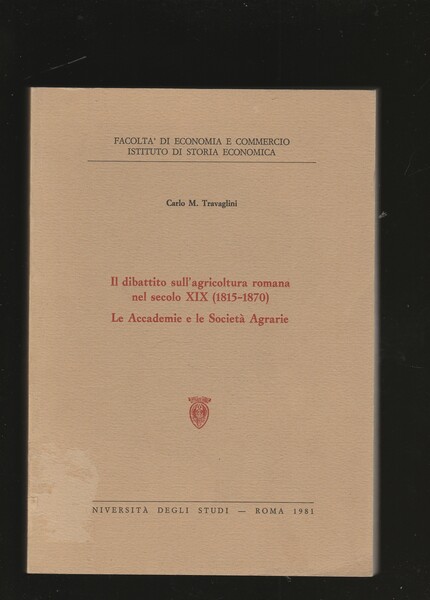 FACOLTA' DI ECONOMIA E COMMERCIO
ISTITUTO DI STORIA ECONOMICA
Carlo M. Travaglini
Il dibattito sull'agricoltura romana
nel secolo XIX (1815-1870)
Le Accademie e le Società Agrarie
NIVERSITÀ DEGLI STUDI — ROMA 1981